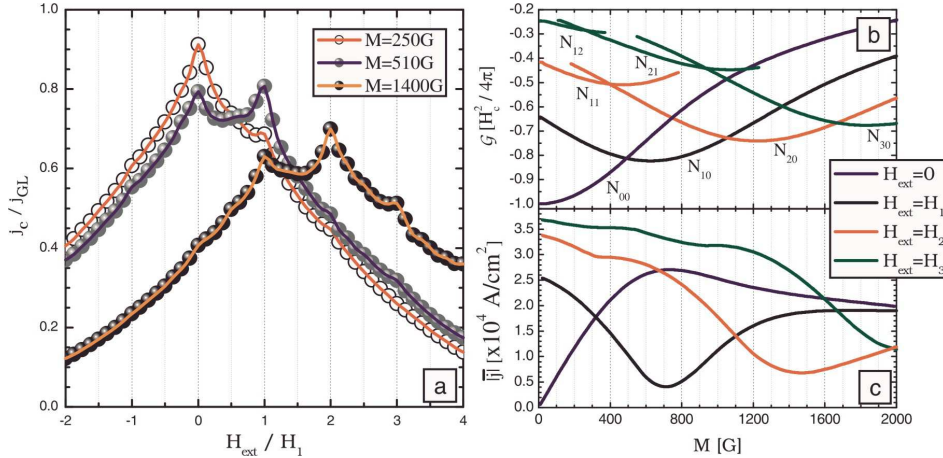 a
M=250G
M=510G
M=1400G
1.0
0.8
0.6
0.4
0.2
0.0
j_c / j_GL
-2
-1
0
1
2
3
4
H_ext / H_1
a
b
-0.2
-0.3
-0.4
-0.5
-0.6
-0.7
-0.8
-0.9
-1.0
𝒢 [H_c^2 / 4π]
N_12
N_21
N_11
N_20
N_30
N_10
N_00
H_ext=0
H_ext=H_1
H_ext=H_2
H_ext=H_3
3.5
3.0
2.5
2.0
1.5
1.0
0.5
0.0
|j| [x10^4 A/cm^2]
c
0
400
800
1200
1600
2000
M [G]